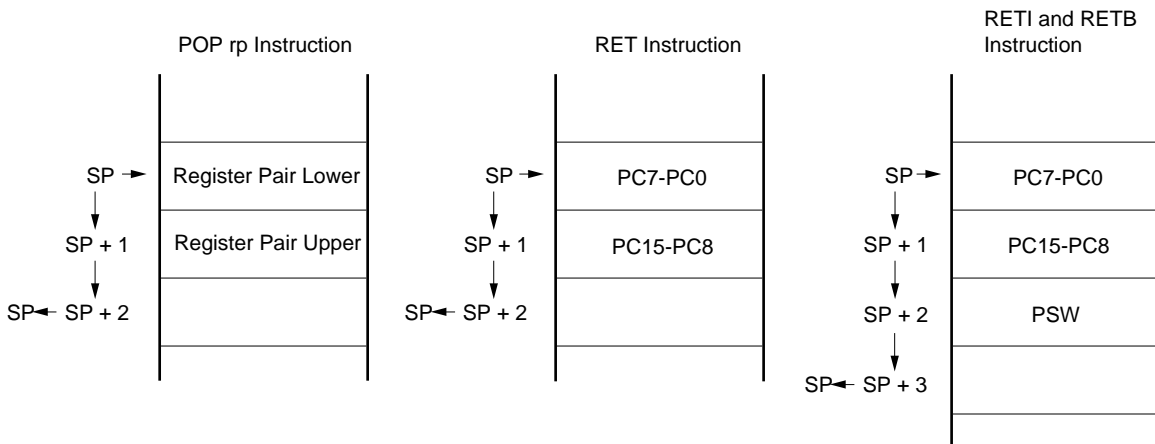 POP rp Instruction
SP
Register Pair Lower
SP + 1
Register Pair Upper
SP
SP + 2
RET Instruction
SP
PC7-PC0
SP + 1
PC15-PC8
SP
SP + 2
RETI and RETB
Instruction
SP
PC7-PC0
SP + 1
PC15-PC8
SP + 2
PSW
SP
SP + 3